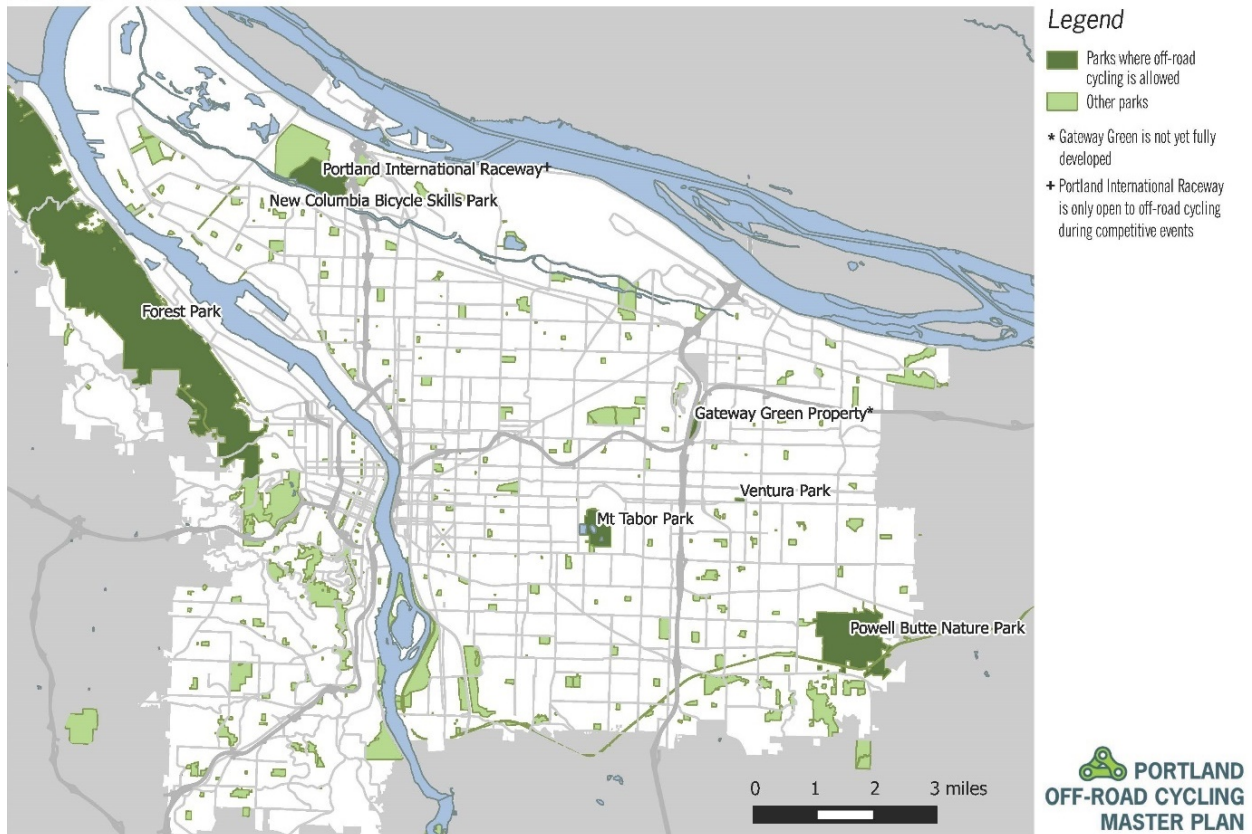 Legend
Parks where off-road
cycling is allowed
Other parks
* Gateway Green is not yet fully
developed
+ Portland International Raceway
is only open to off-road cycling
during competitive events
Portland International Raceway+
New Columbia Bicycle Skills Park
Forest Park
Gateway Green Property*
Ventura Park
Mt Tabor Park
Powell Butte Nature Park
0 1 2 3 miles
PORTLAND
OFF-ROAD CYCLING
MASTER PLAN